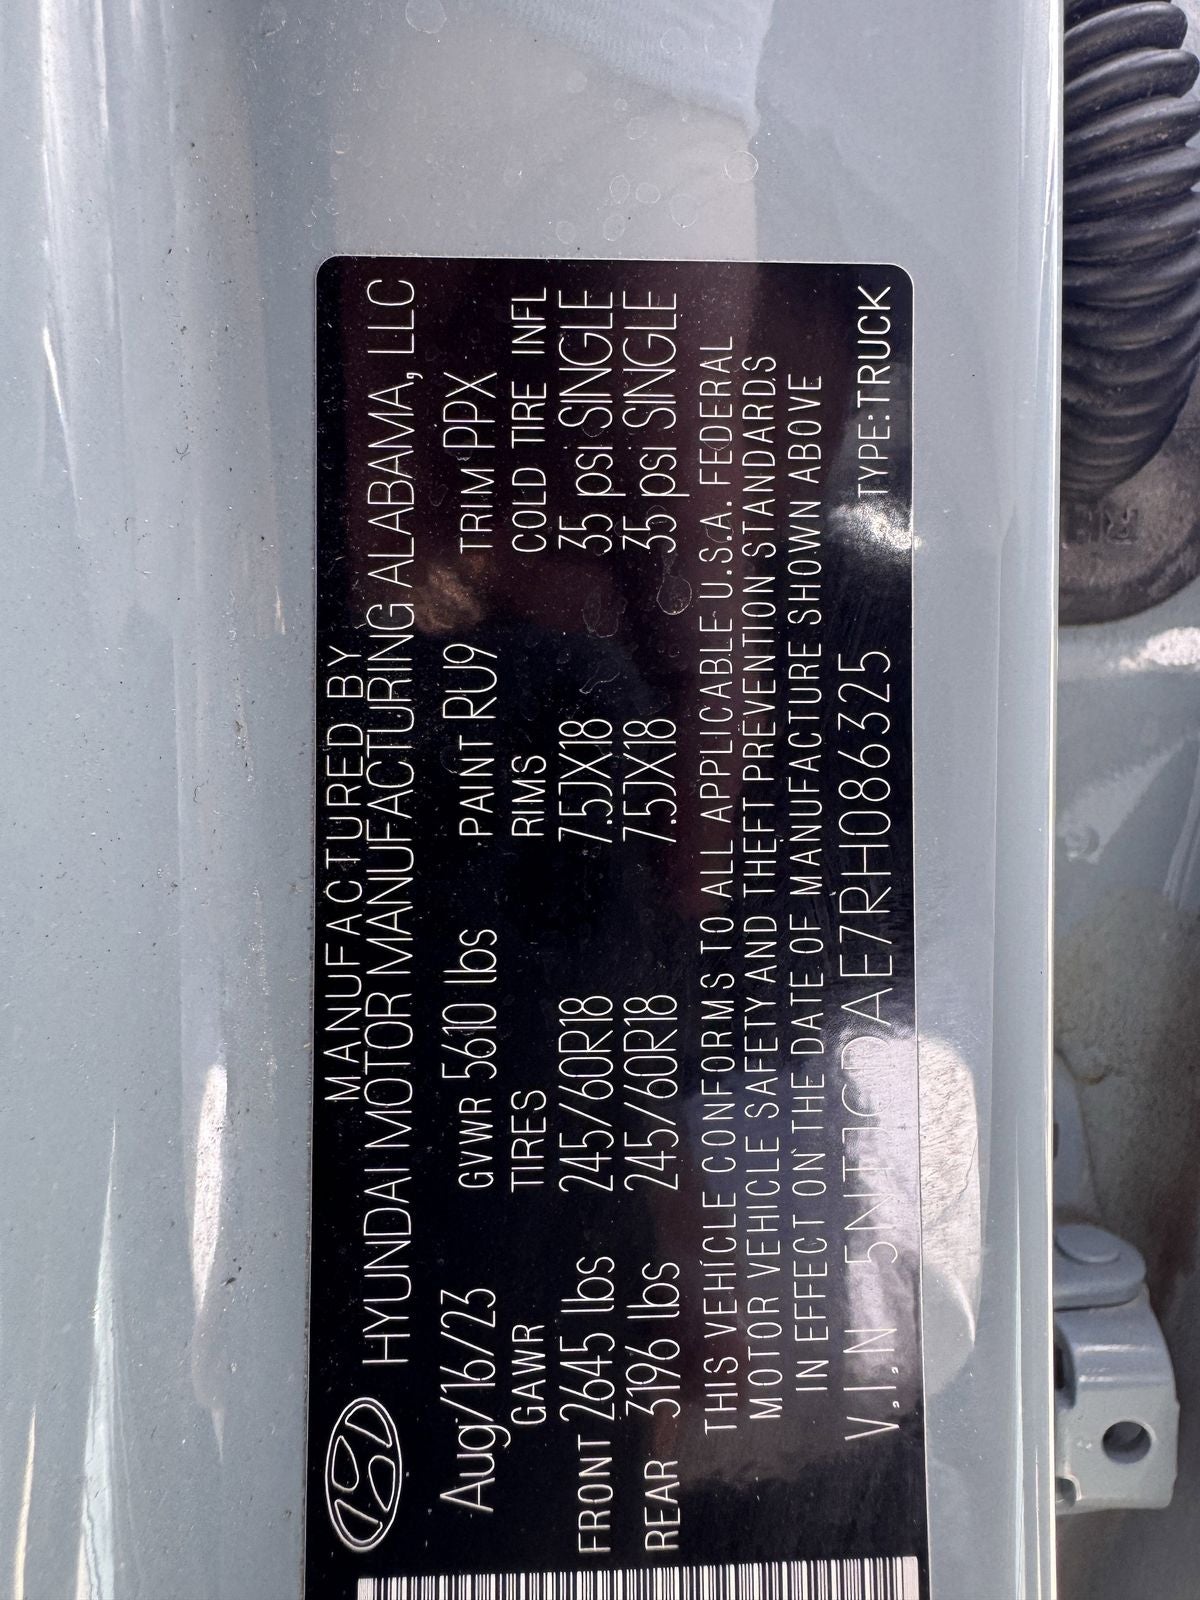 MANUFACTURED BY
HYUNDAI MOTOR MANUFACTURING ALABAMA, LLC
Aug/16/23 GVWR 5610 lbs PAINT RU9 TRIM PPX
GAWR TIRES RIMS COLD TIRE INFL
FRONT 2645 lbs 245/60R18 7.5JX18 35 psi SINGLE
REAR 3196 lbs 245/60R18 7.5JX18 35 psi SINGLE
THIS VEHICLE CONFORMS TO ALL APPLICABLE U.S.A. FEDERAL
MOTOR VEHICLE SAFETY AND THEFT PREVENTION STANDARDS
IN EFFECT ON THE DATE OF MANUFACTURE SHOWN ABOVE
V.I.N 5NTJCDAE7RH086325 TYPE:TRUCK